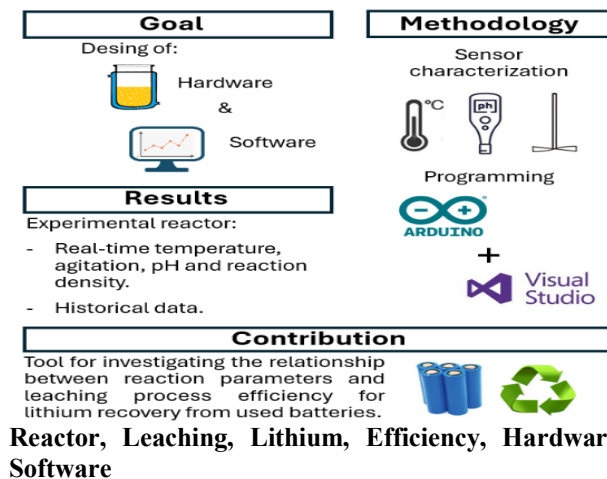 Goal
Desing of:
Hardware
&
Software
Results
Experimental reactor:
- Real-time temperature,
agitation, pH and reaction
density.
- Historical data.
Methodology
Sensor
characterization
°C
ph
Programming
ARDUINO
+
Visual
Studio
Contribution
Tool for investigating the relationship
between reaction parameters and
leaching process efficiency for
lithium recovery from used batteries.
Reactor, Leaching, Lithium, Efficiency, Hardwar
Software